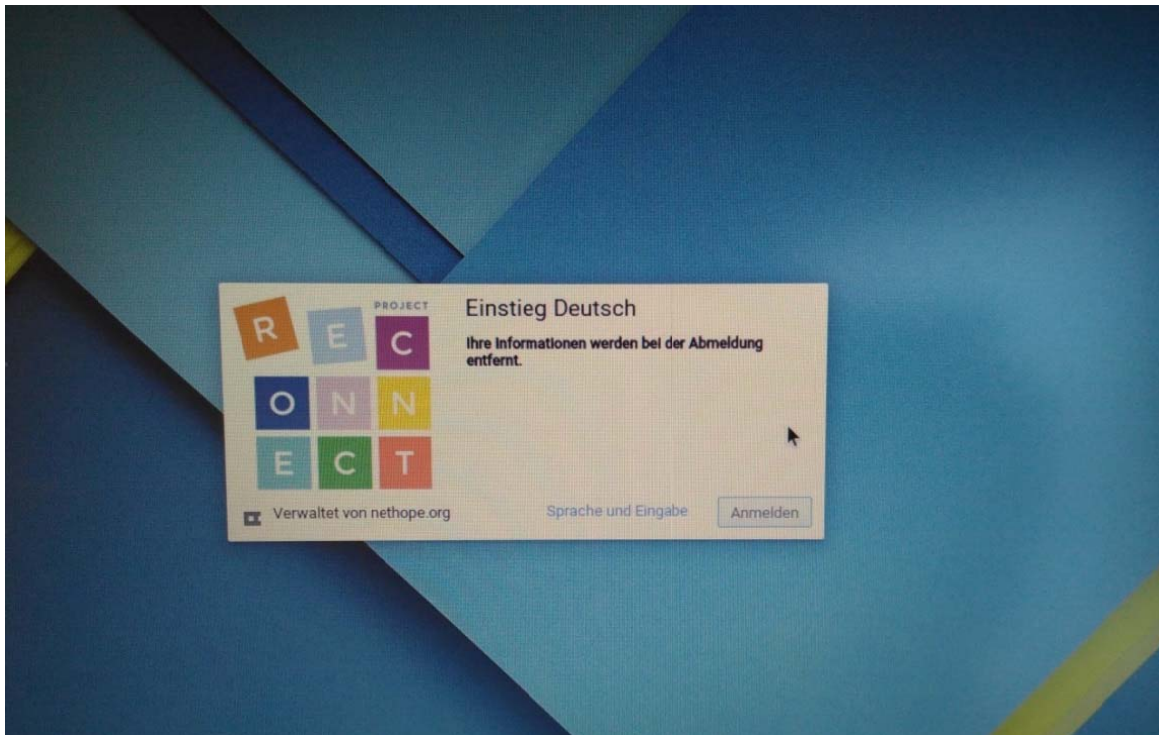 PROJECT
R E C
O N N
E C T
Einstieg Deutsch
Ihre Informationen werden bei der Abmeldung
entfernt.
Verwaltet von nethope.org
Sprache und Eingabe
Anmelden